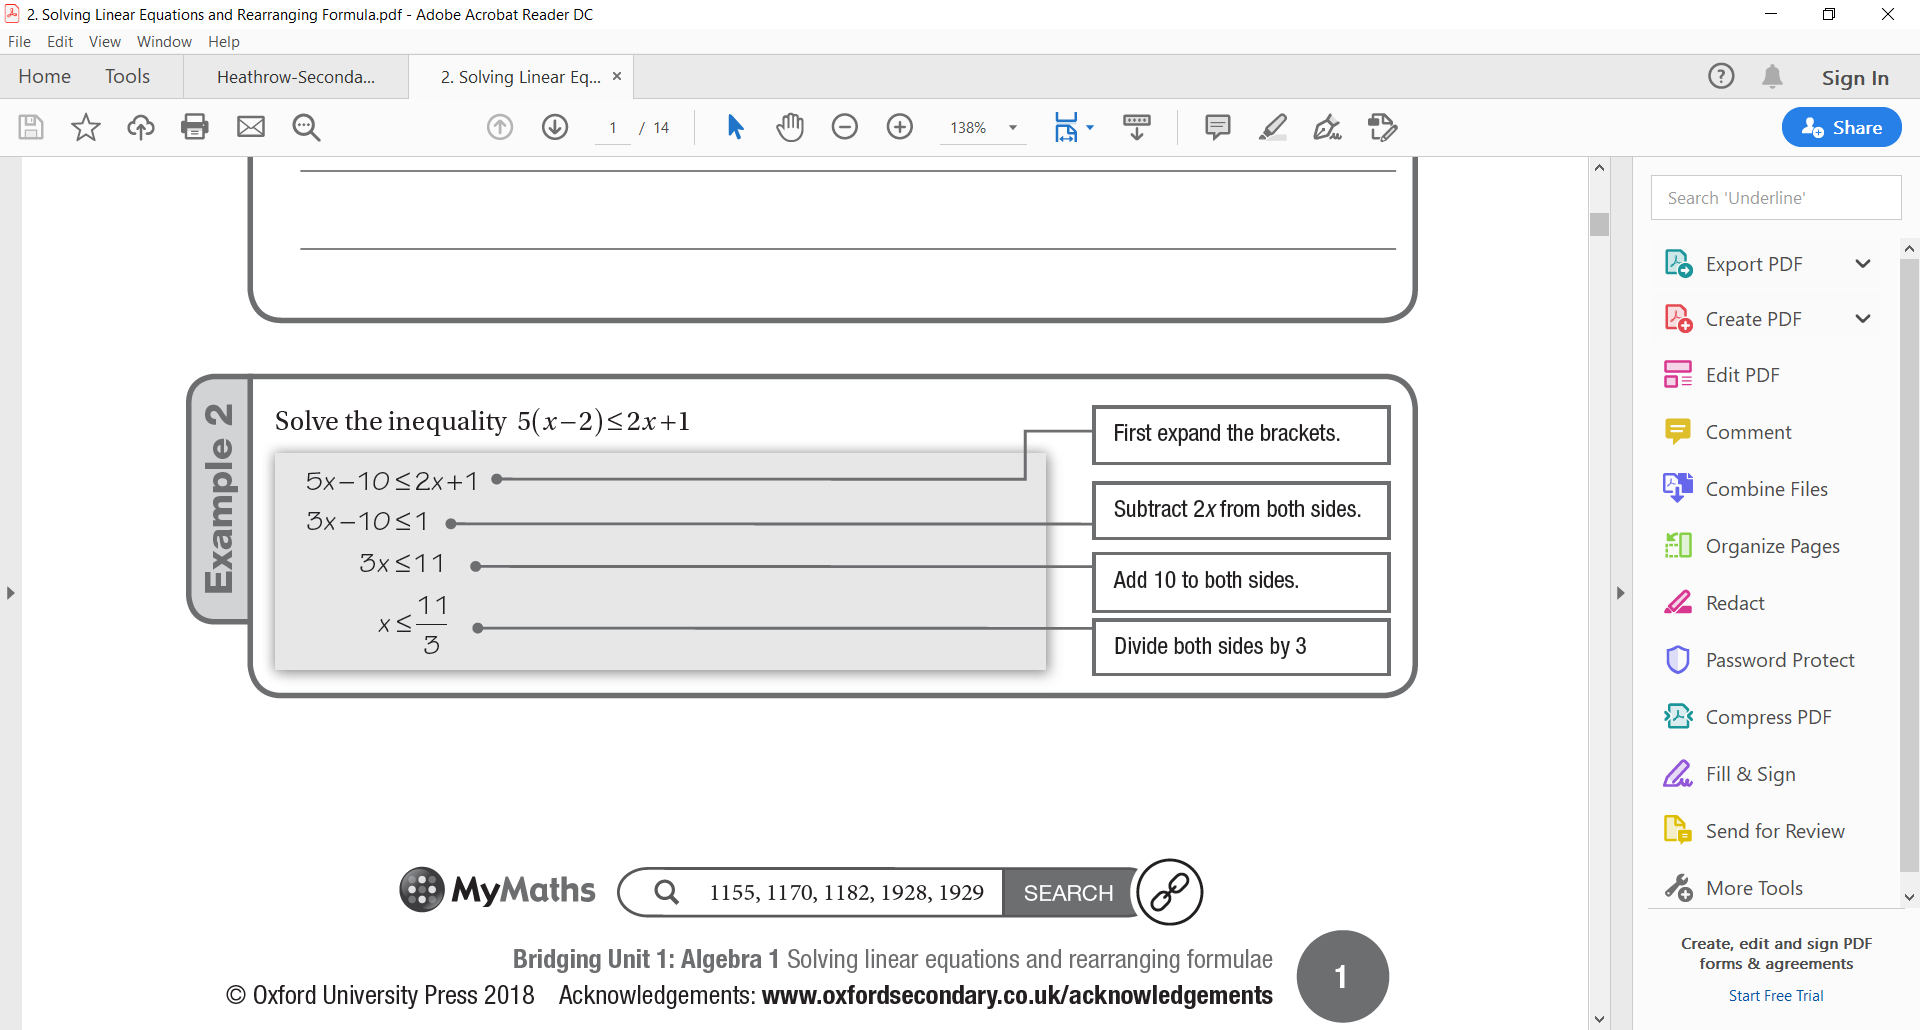 2. Solving Linear Equations and Rearranging Formula.pdf - Adobe Acrobat Reader DC
File Edit View Window Help
Home Tools Heathrow-Seconda... 2. Solving Linear Eq... × Sign In
1 / 14 138% Share
Search 'Underline'
Export PDF
Create PDF
Edit PDF
Comment
Combine Files
Organize Pages
Redact
Password Protect
Compress PDF
Fill & Sign
Send for Review
More Tools
Create, edit and sign PDF
forms & agreements
Start Free Trial
Example 2
Solve the inequality 5(x−2)≤2x+1
5x−10≤2x+1
3x−10≤1
3x≤11
x≤11/3
First expand the brackets.
Subtract 2x from both sides.
Add 10 to both sides.
Divide both sides by 3
MyMaths 1155, 1170, 1182, 1928, 1929 SEARCH
Bridging Unit 1: Algebra 1 Solving linear equations and rearranging formulae
1
© Oxford University Press 2018 Acknowledgements: www.oxfordsecondary.co.uk/acknowledgements